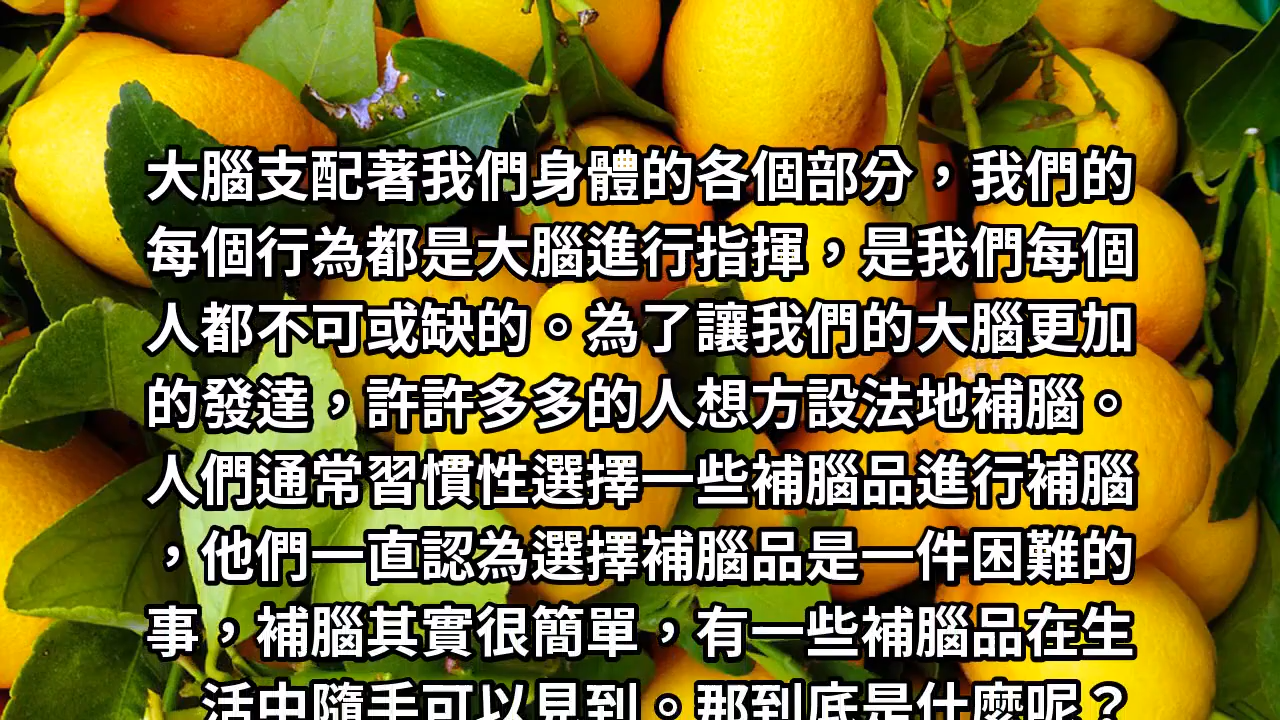 大腦支配著我們身體的各個部分，我們的
每個行為都是大腦進行指揮，是我們每個
人都不可或缺的。為了讓我們的大腦更加
的發達，許許多多的人想方設法地補腦。
人們通常習慣性選擇一些補腦品進行補腦
，他們一直認為選擇補腦品是一件困難的
事，補腦其實很簡單，有一些補腦品在生
活中隨手可以見到。那到底是什麼呢？